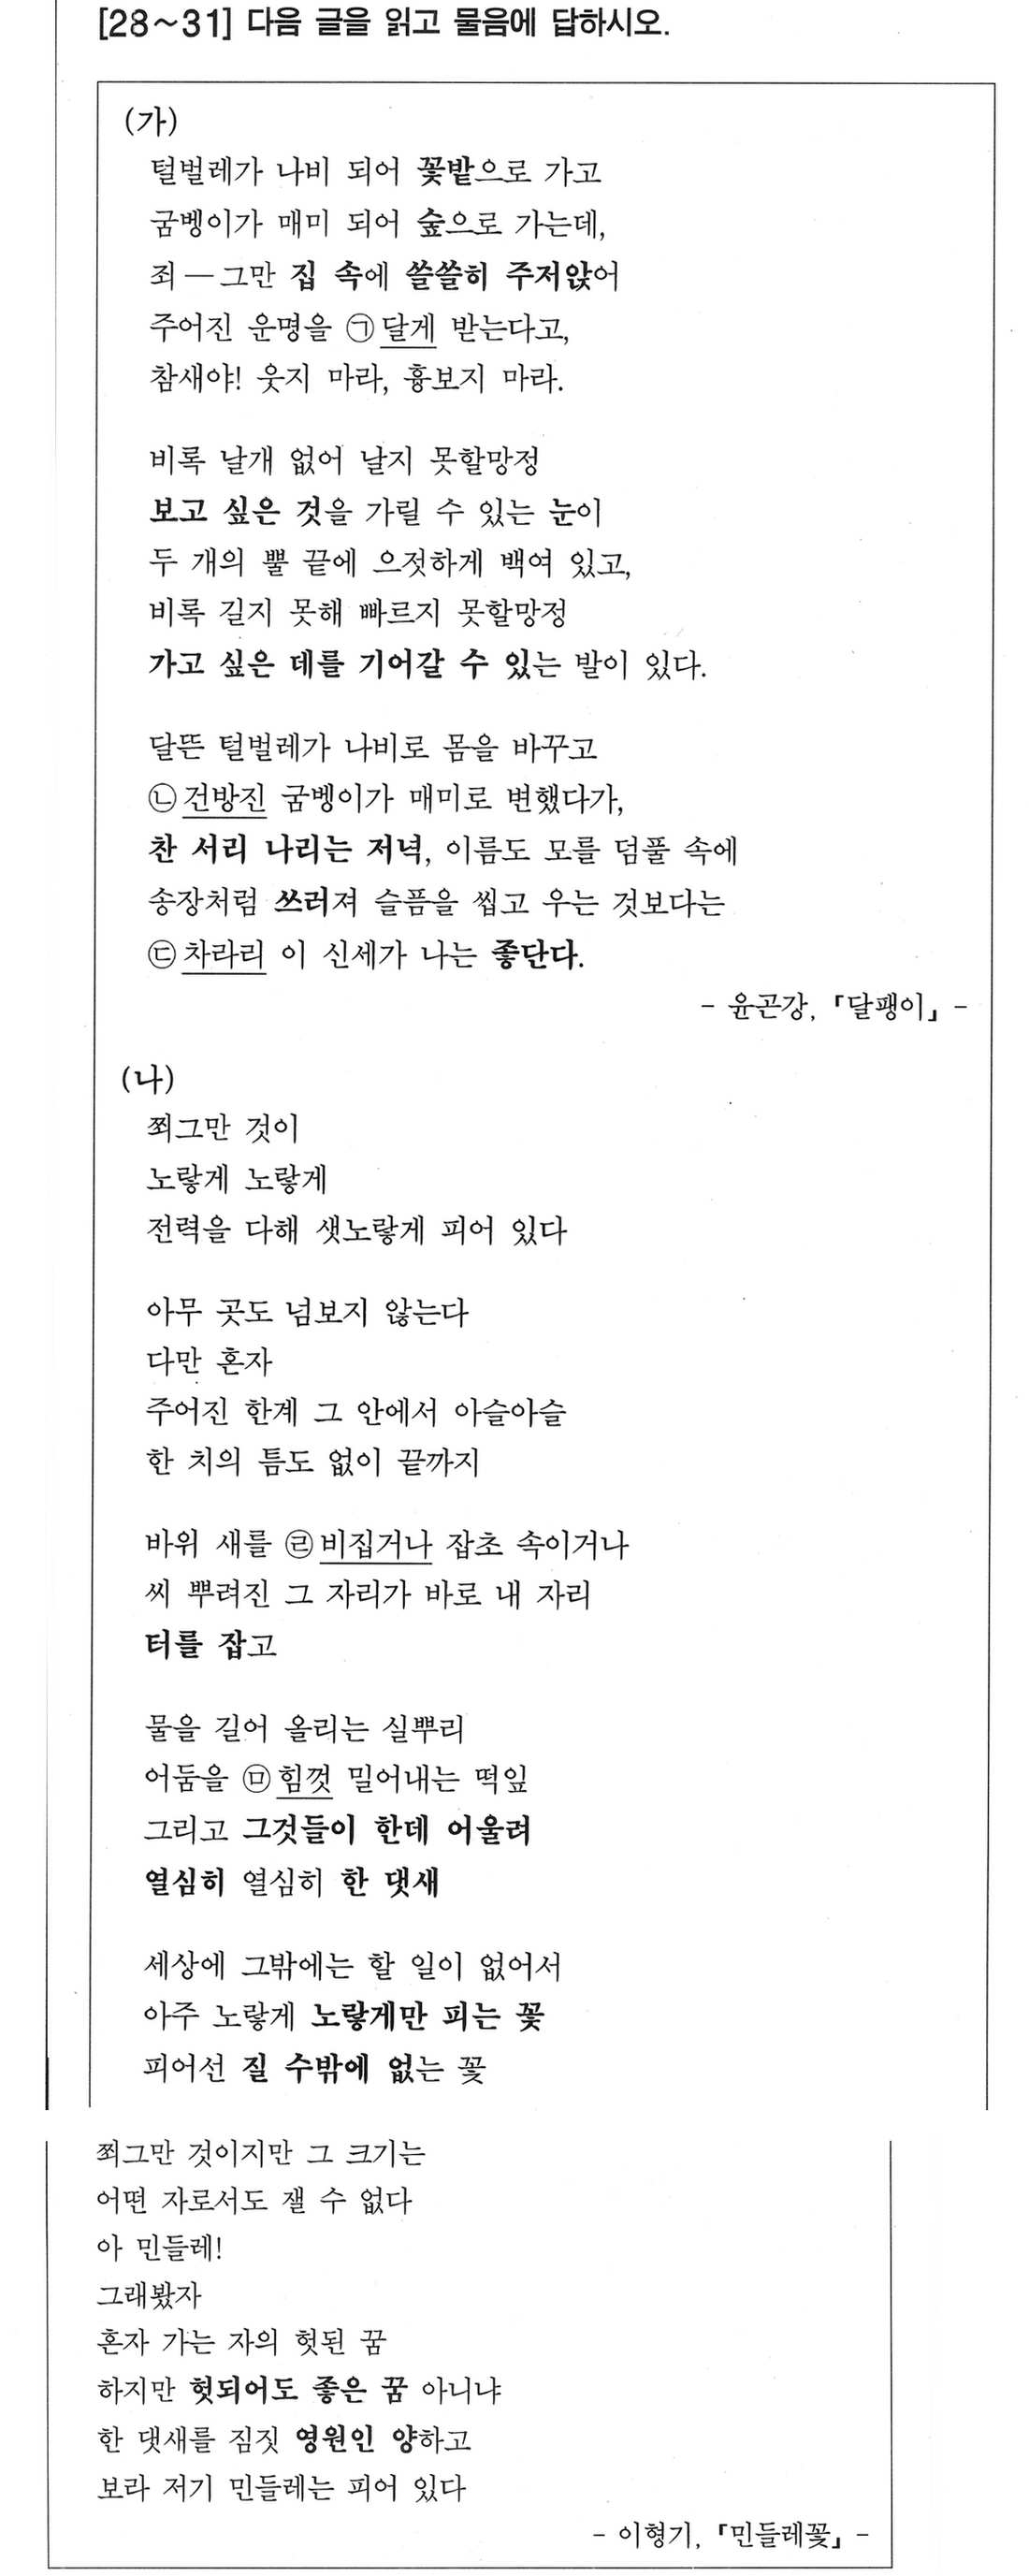 [28~31] 다음 글을 읽고 물음에 답하시오.
(가)
털벌레가 나비 되어 꽃밭으로 가고
굼벵이가 매미 되어 숲으로 가는데,
죄ㅡ그만 집 속에 쓸쓸히 주저앉어
주어진 운명을 ㉠달게 받는다고,
참새야! 웃지 마라, 흉보지 마라.
비록 날개 없어 날지 못할망정
보고 싶은 것을 가릴 수 있는 눈이
두 개의 뿔 끝에 으젓하게 백여 있고,
비록 길지 못해 빠르지 못할망정
가고 싶은 데를 기어갈 수 있는 발이 있다.
달뜬 털벌레가 나비로 몸을 바꾸고
㉡건방진 굼벵이가 매미로 변했다가,
찬 서리 나리는 저녁, 이름도 모를 덤풀 속에
송장처럼 쓰러져 슬픔을 씹고 우는 것보다는
㉢차라리 이 신세가 나는 좋단다.
- 윤곤강, 「달팽이」 -
(나)
쬐그만 것이
노랗게 노랗게
전력을 다해 샛노랗게 피어 있다
아무 곳도 넘보지 않는다
다만 혼자
주어진 한계 그 안에서 아슬아슬
한 치의 틈도 없이 끝까지
바위 새를 ㉣비집거나 잡초 속이거나
씨 뿌려진 그 자리가 바로 내 자리
터를 잡고
물을 길어 올리는 실뿌리
어둠을 ㉤힘껏 밀어내는 떡잎
그리고 그것들이 한데 어울려
열심히 열심히 한 댓새
세상에 그밖에는 할 일이 없어서
아주 노랗게 노랗게만 피는 꽃
피어선 질 수밖에 없는 꽃
쬐그만 것이지만 그 크기는
어떤 자로서도 잴 수 없다
아 민들레!
그래봤자
혼자 가는 자의 헛된 꿈
하지만 헛되어도 좋은 꿈 아니냐
한 댓새를 짐짓 영원인 양하고
보라 저기 민들레는 피어 있다
- 이형기, 「민들레꽃」 -